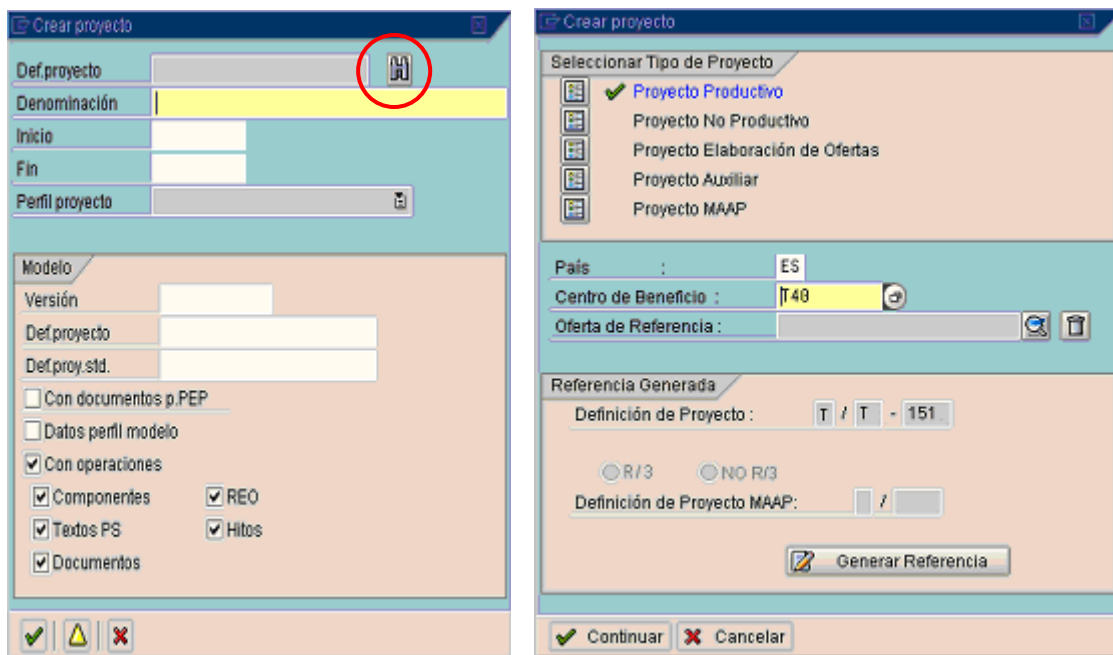 Crear proyecto
Def.proyecto
Denominación
Inicio
Fin
Perfil proyecto
Modelo
Versión
Def.proyecto
Def.proy.std.
Con documentos p.PEP
Datos perfil modelo
Con operaciones
Componentes REO
Textos PS Hitos
Documentos
Crear proyecto
Seleccionar Tipo de Proyecto
Proyecto Productivo
Proyecto No Productivo
Proyecto Elaboración de Ofertas
Proyecto Auxiliar
Proyecto MAAP
País : ES
Centro de Beneficio : T40
Oferta de Referencia :
Referencia Generada
Definición de Proyecto : T / T - 151.
R/3 NO R/3
Definición de Proyecto MAAP: /
Generar Referencia
Continuar Cancelar